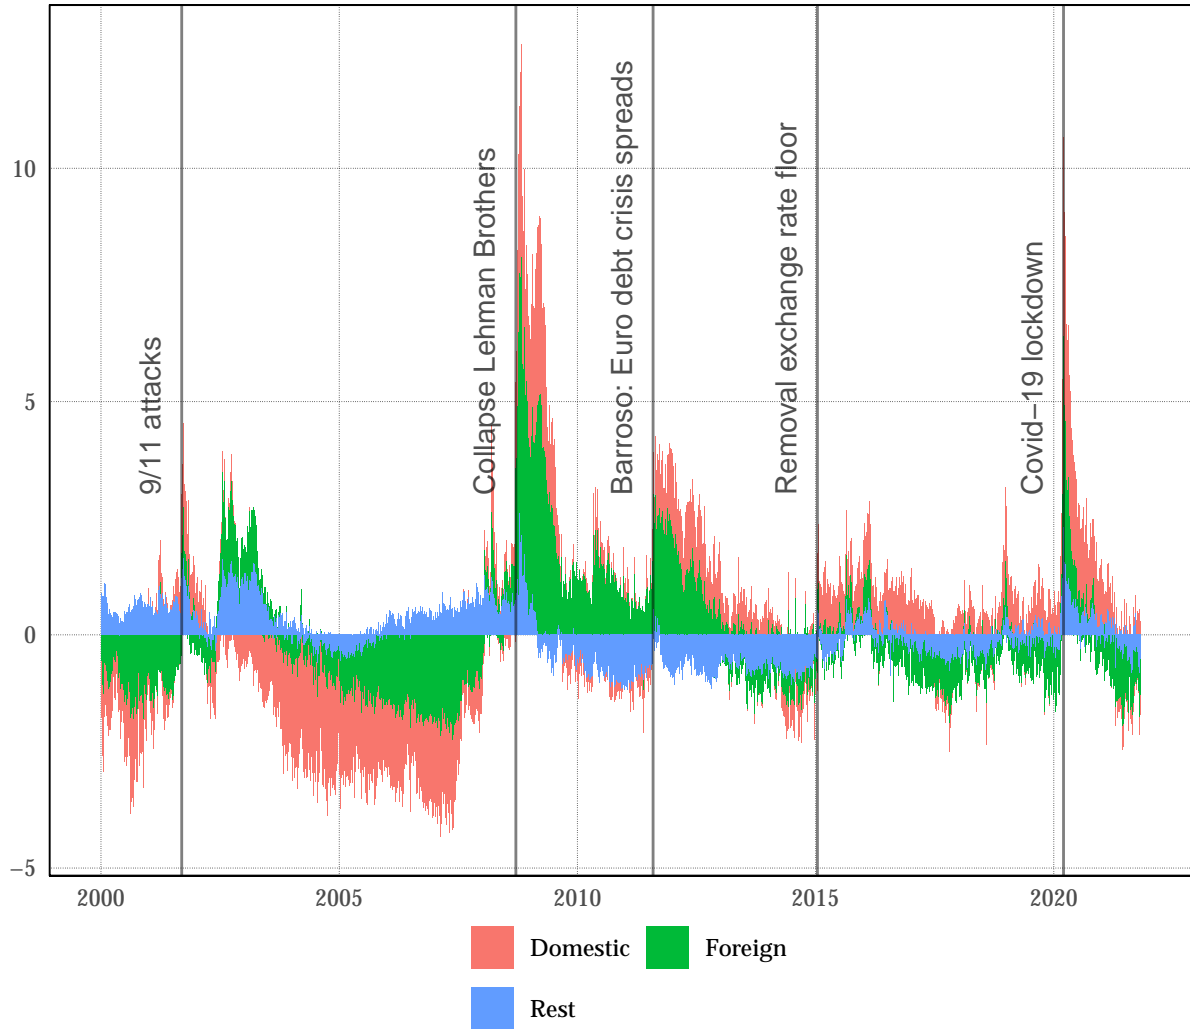 10
5
0
−5
9/11 attacks
Collapse Lehman Brothers
Barroso: Euro debt crisis spreads
Removal exchange rate floor
Covid−19 lockdown
2000
2005
2010
2015
2020
Domestic
Foreign
Rest